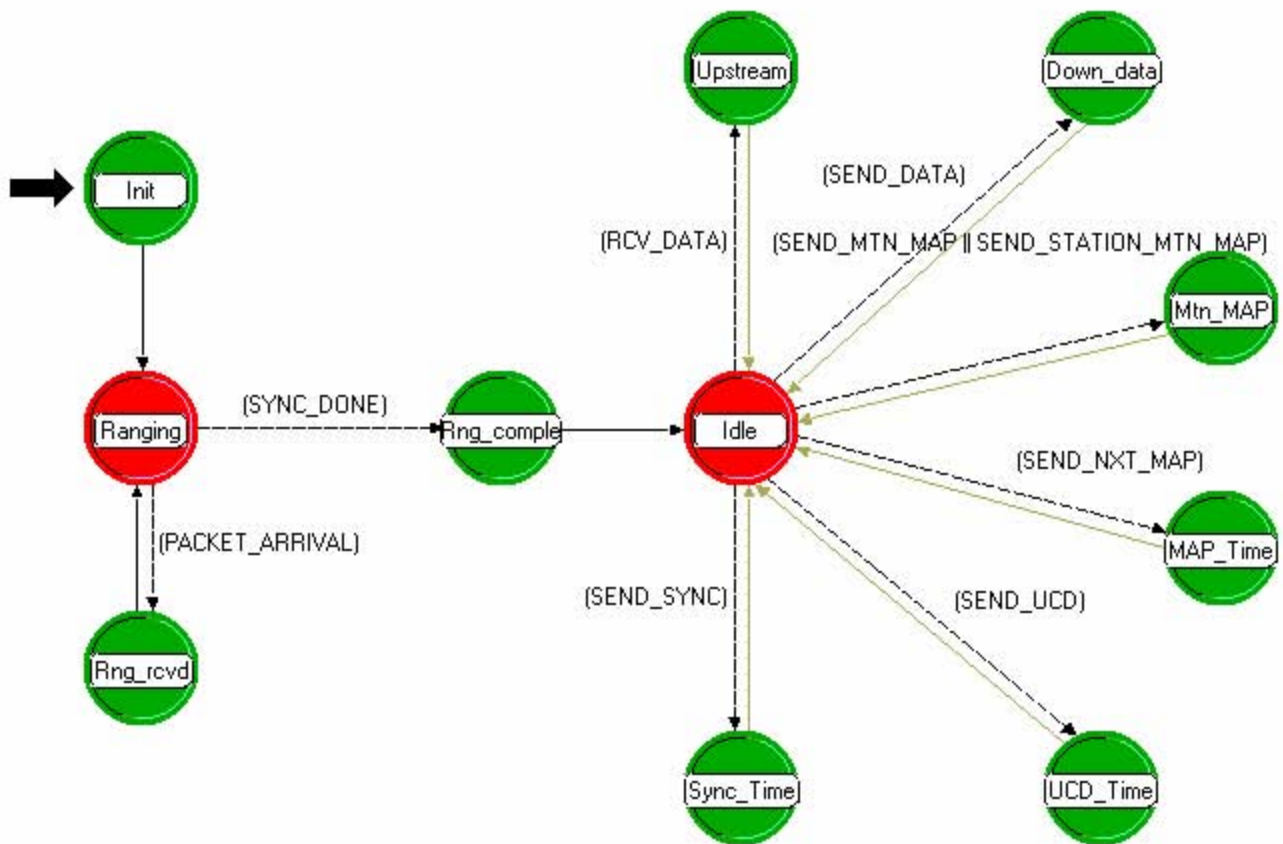 Upstream
Down_data
Init
(SEND_DATA)
(RCV_DATA)
(SEND_MTN_MAP || SEND_STATION_MTN_MAP)
Mtn_MAP
Ranging
(SYNC_DONE)
Rng_comple
Idle
(SEND_NXT_MAP)
(PACKET_ARRIVAL)
MAP_Time
(SEND_SYNC)
(SEND_UCD)
Rng_rcvd
Sync_Time
UCD_Time